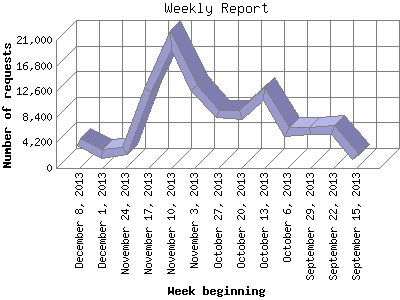 Weekly Report
Number of requests
21,000
16,800
12,600
8,400
4,200
0
December 8, 2013
December 1, 2013
November 24, 2013
November 17, 2013
November 10, 2013
November 3, 2013
October 27, 2013
October 20, 2013
October 13, 2013
October 6, 2013
September 29, 2013
September 22, 2013
September 15, 2013
Week beginning